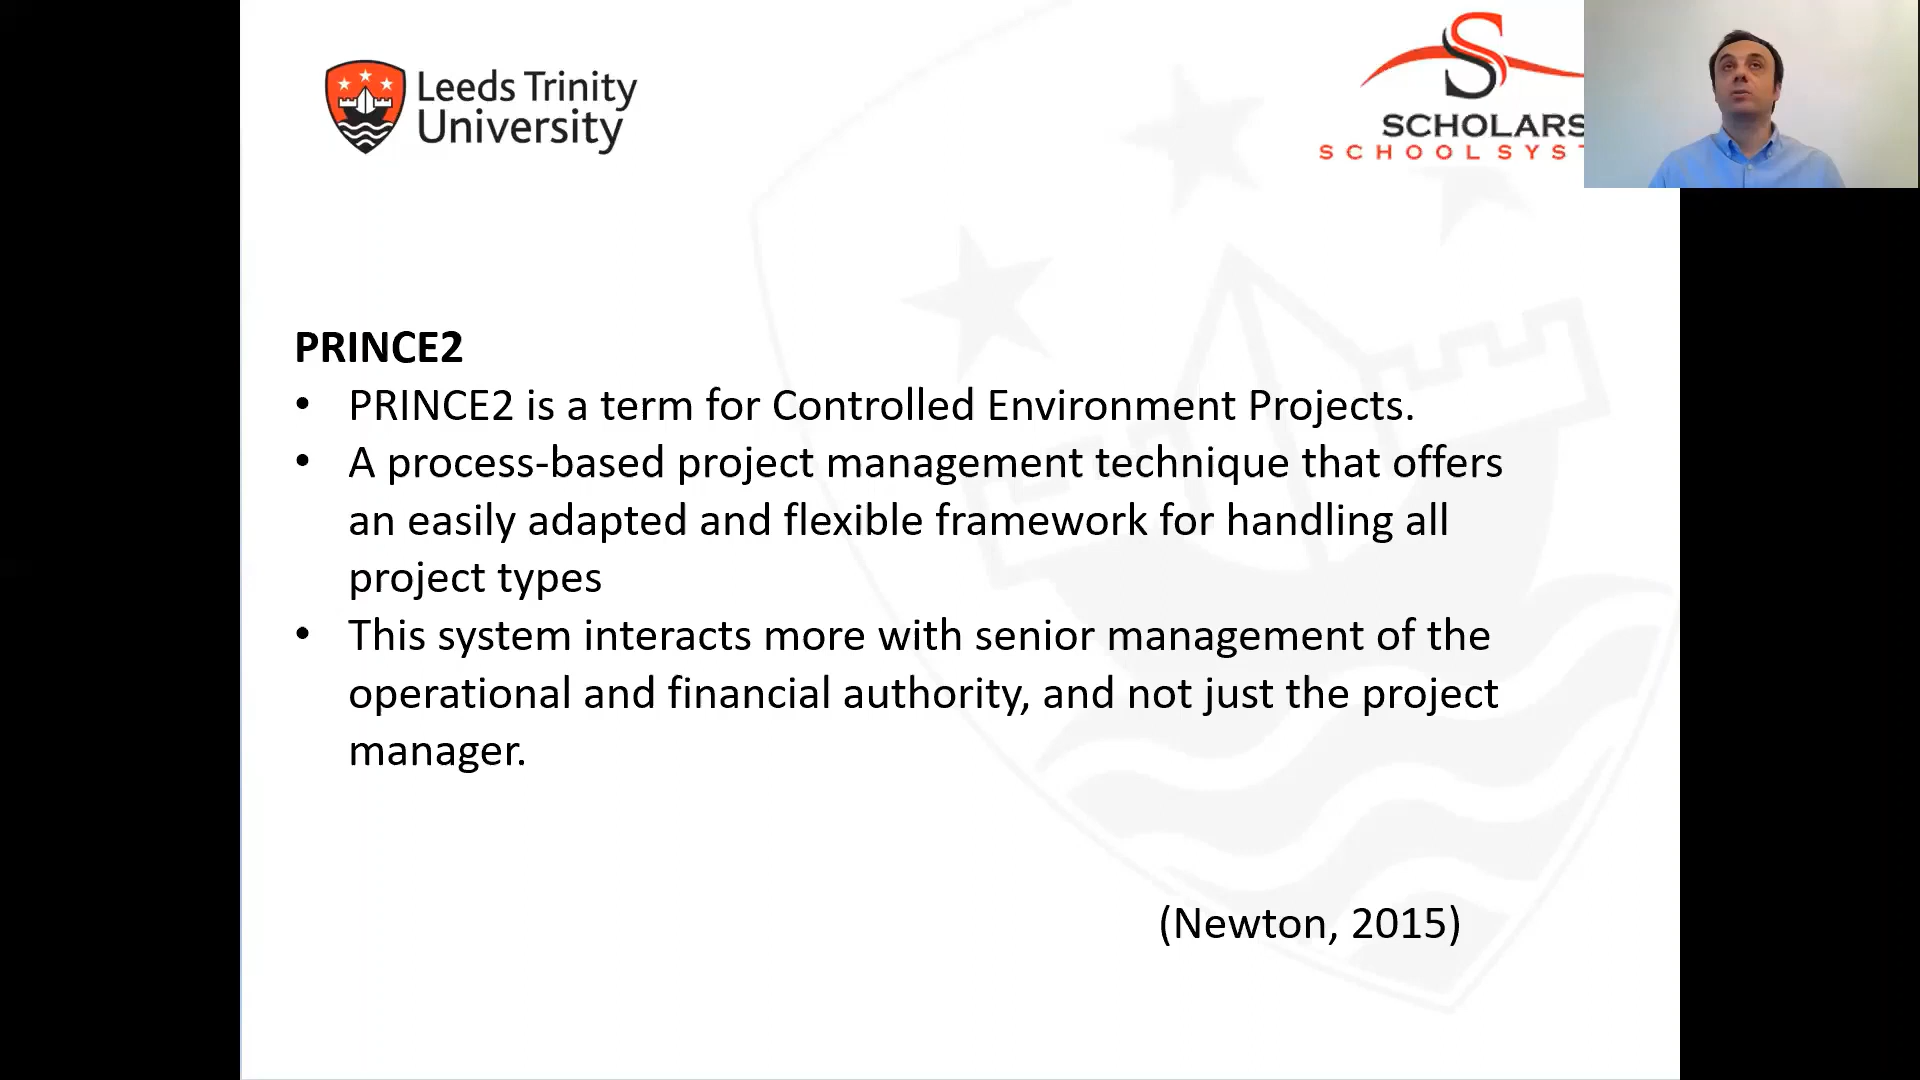 Leeds Trinity
University
SCHOLARS
SCHOOL SYST
PRINCE2
• PRINCE2 is a term for Controlled Environment Projects.
• A process-based project management technique that offers
an easily adapted and flexible framework for handling all
project types
• This system interacts more with senior management of the
operational and financial authority, and not just the project
manager.
(Newton, 2015)